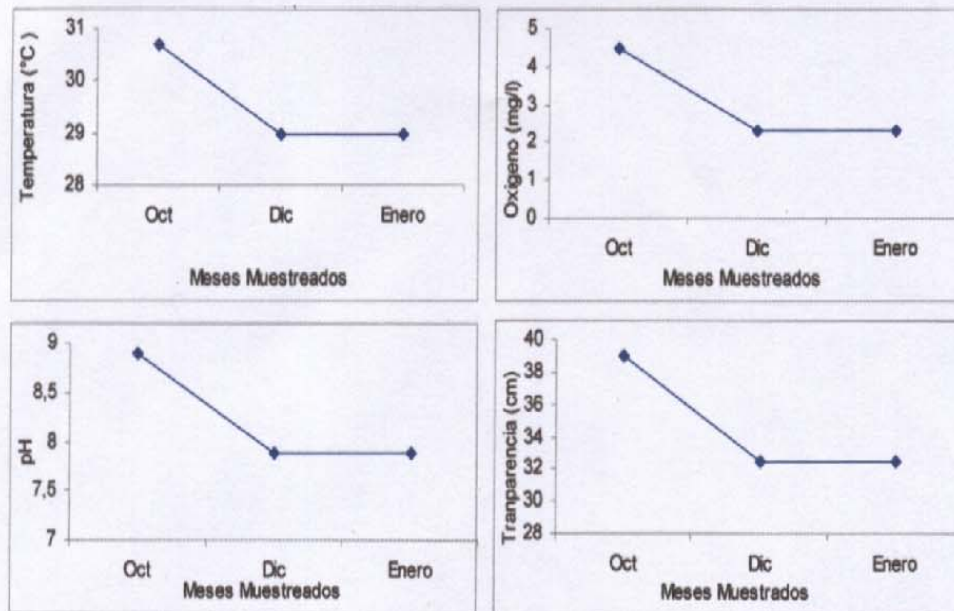 Temperatura (°C)
31
30
29
28
Oct Dic Enero
Meses Muestreados
Oxigeno (mg/l)
5
4
3
2
1
0
Oct Dic Enero
Meses Muestreados
pH
9
8,5
8
7,5
7
Oct Dic Enero
Meses Muestreados
Tranparencia (cm)
40
38
36
34
32
30
28
Oct Dic Enero
Meses Muestrados